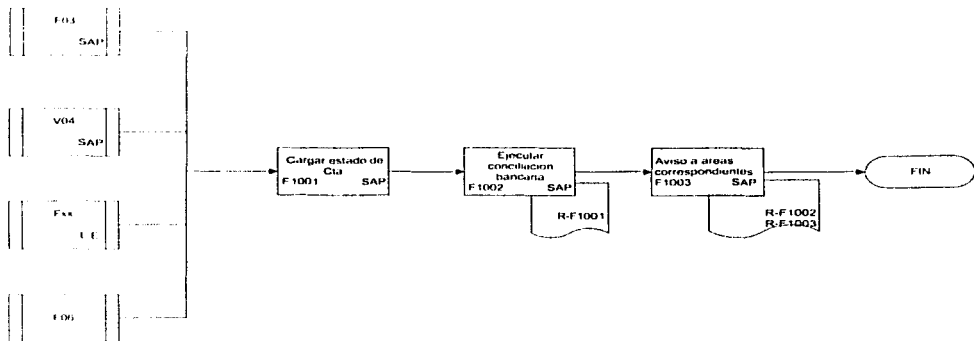 F03
SAP
V04
SAP
Fxx
L.E.
F06
Cargar estado de
Cta
F1001 SAP
Ejecutar
conciliacion
bancaria
F1002 SAP
R-F1001
Aviso a areas
correspondientes
F1003 SAP
R-F1002
R-F1003
FIN